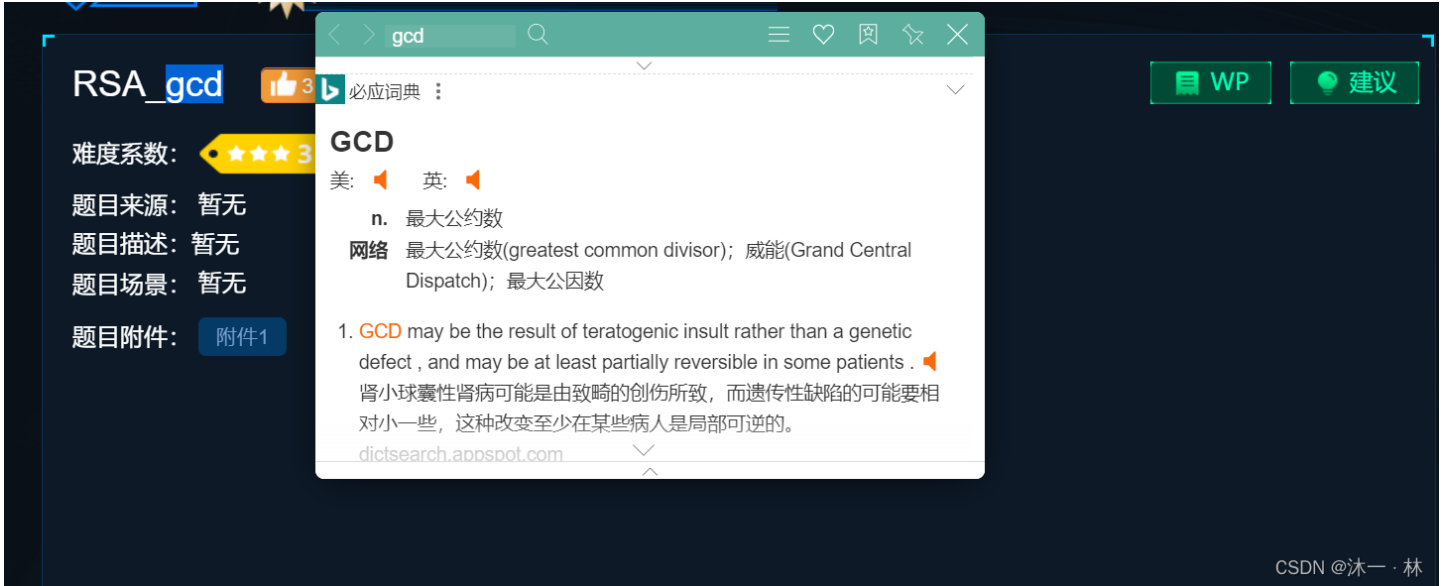 gcd
RSA_gcd
3
WP
建议
必应词典
GCD
难度系数：
3
美:
英:
题目来源： 暂无
n. 最大公约数
题目描述：暂无
网络 最大公约数(greatest common divisor)；威能(Grand Central
Dispatch)；最大公因数
题目场景： 暂无
题目附件： 附件1
1. GCD may be the result of teratogenic insult rather than a genetic
defect , and may be at least partially reversible in some patients .
肾小球囊性肾病可能是由致畸的创伤所致，而遗传性缺陷的可能要相
对小一些，这种改变至少在某些病人是局部可逆的。
dictsearch.appspot.com
CSDN @沐一 · 林